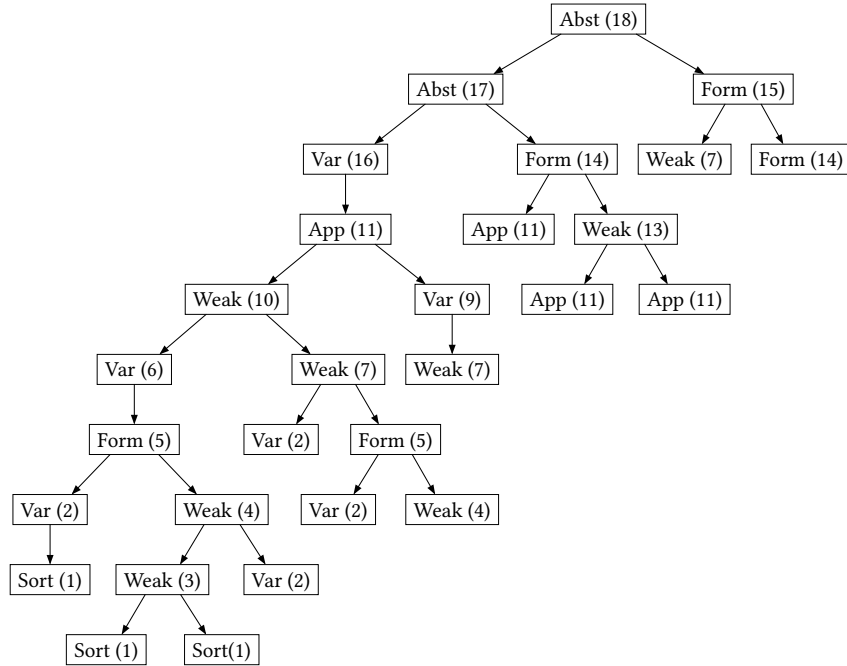 Abst (18)
Abst (17) Form (15)
Var (16) Form (14) Weak (7) Form (14)
App (11) App (11) Weak (13)
Weak (10) Var (9) App (11) App (11)
Var (6) Weak (7) Weak (7)
Form (5) Var (2) Form (5)
Var (2) Weak (4) Var (2) Weak (4)
Sort (1) Weak (3) Var (2)
Sort (1) Sort(1)